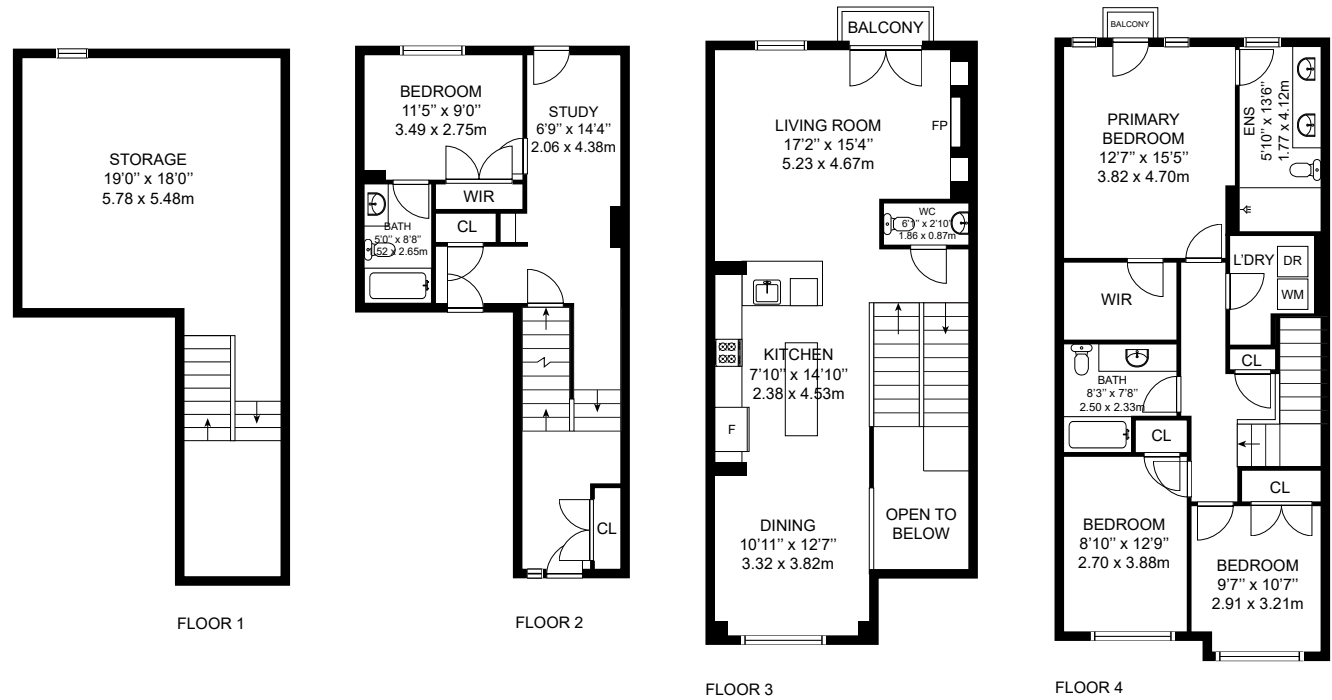 STORAGE
19'0'' x 18'0''
5.78 x 5.48m
FLOOR 1
BEDROOM
11'5'' x 9'0''
3.49 x 2.75m
STUDY
6'9'' x 14'4''
2.06 x 4.38m
WIR
CL
BATH
5'0'' x 8'8''
.52 x 2.65m
CL
FLOOR 2
BALCONY
LIVING ROOM
17'2'' x 15'4''
5.23 x 4.67m
FP
WC
6'1'' x 2'10''
1.86 x 0.87m
KITCHEN
7'10'' x 14'10''
2.38 x 4.53m
F
DINING
10'11'' x 12'7''
3.32 x 3.82m
OPEN TO
BELOW
FLOOR 3
BALCONY
PRIMARY
BEDROOM
12'7'' x 15'5''
3.82 x 4.70m
ENS
5'10'' x 13'6''
1.77 x 4.12m
L'DRY
DR
WM
WIR
CL
BATH
8'3'' x 7'8''
2.50 x 2.33m
CL
CL
BEDROOM
8'10'' x 12'9''
2.70 x 3.88m
BEDROOM
9'7'' x 10'7''
2.91 x 3.21m
FLOOR 4